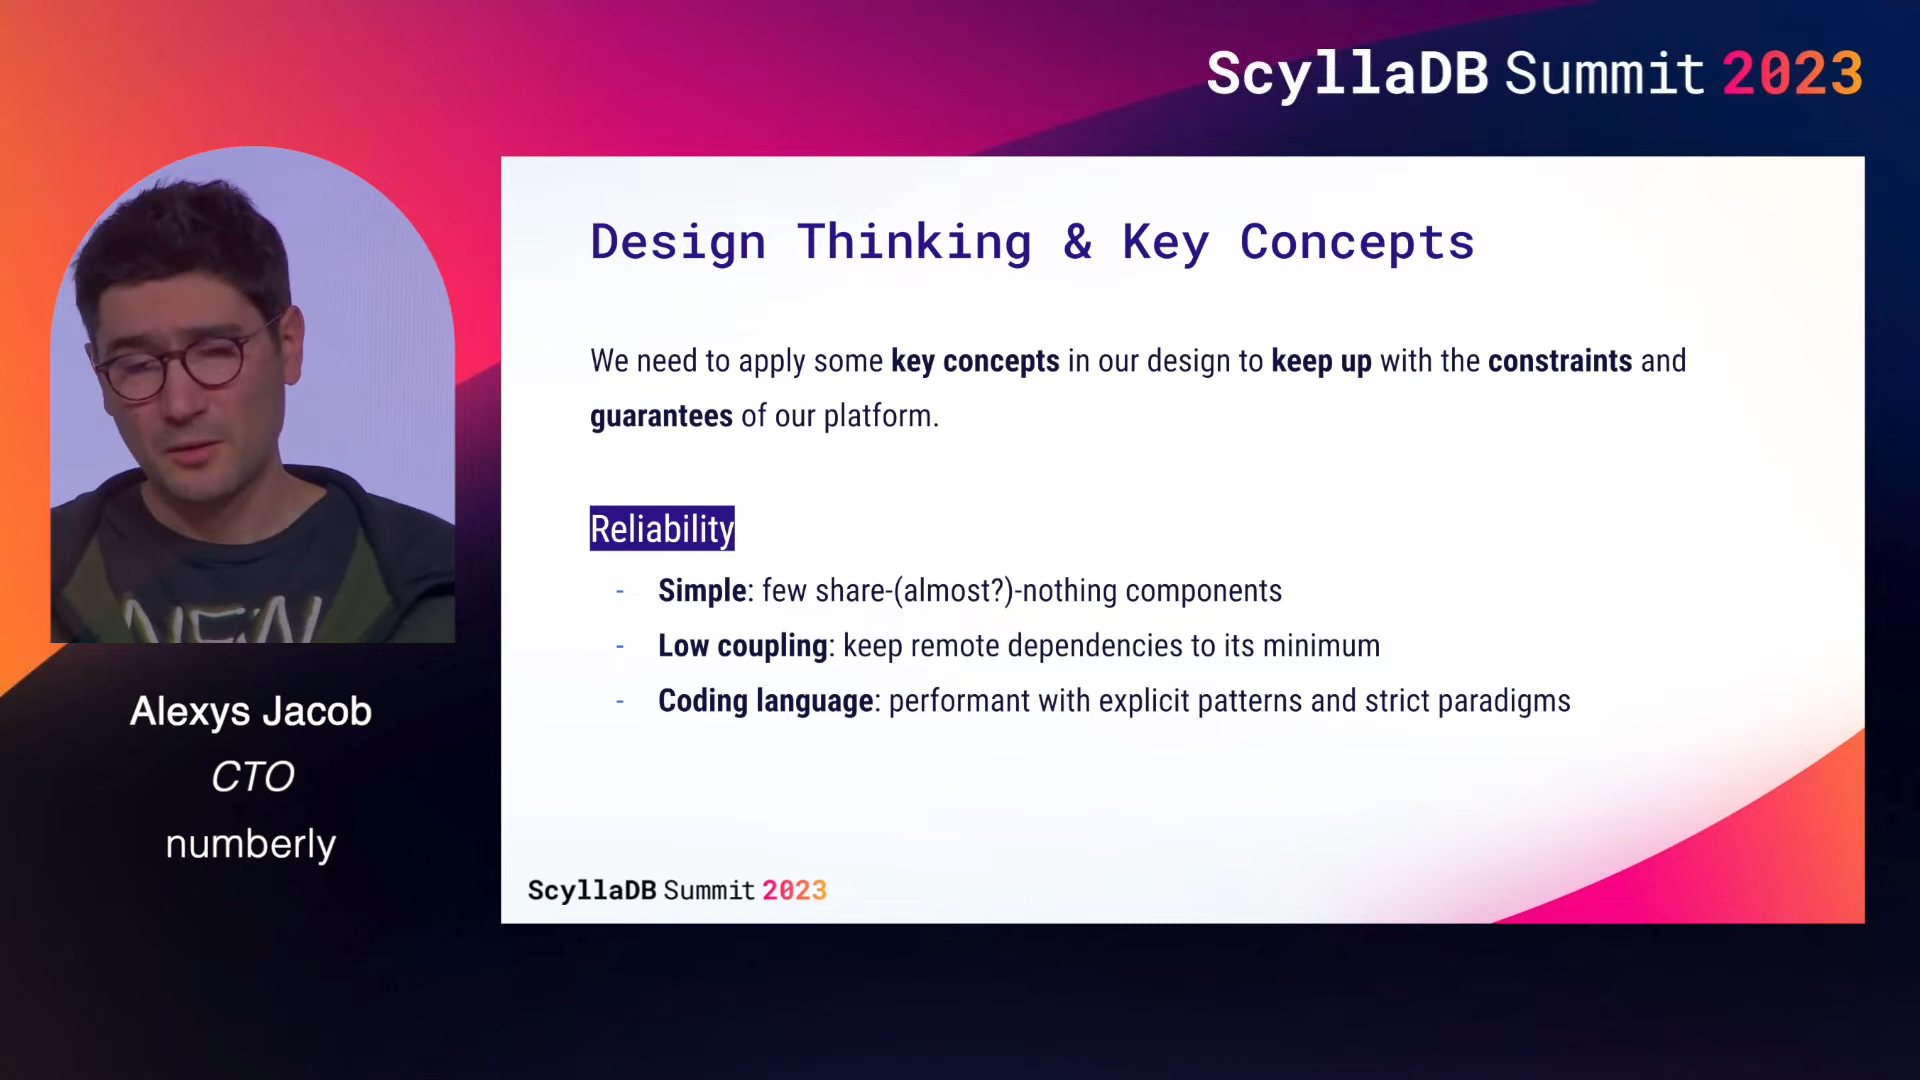 ScyllaDB Summit 2023
Design Thinking & Key Concepts
We need to apply some key concepts in our design to keep up with the constraints and
guarantees of our platform.
Reliability
- Simple: few share-(almost?)-nothing components
- Low coupling: keep remote dependencies to its minimum
- Coding language: performant with explicit patterns and strict paradigms
ScyllaDB Summit 2023
NEW
Alexys Jacob
CTO
numberly